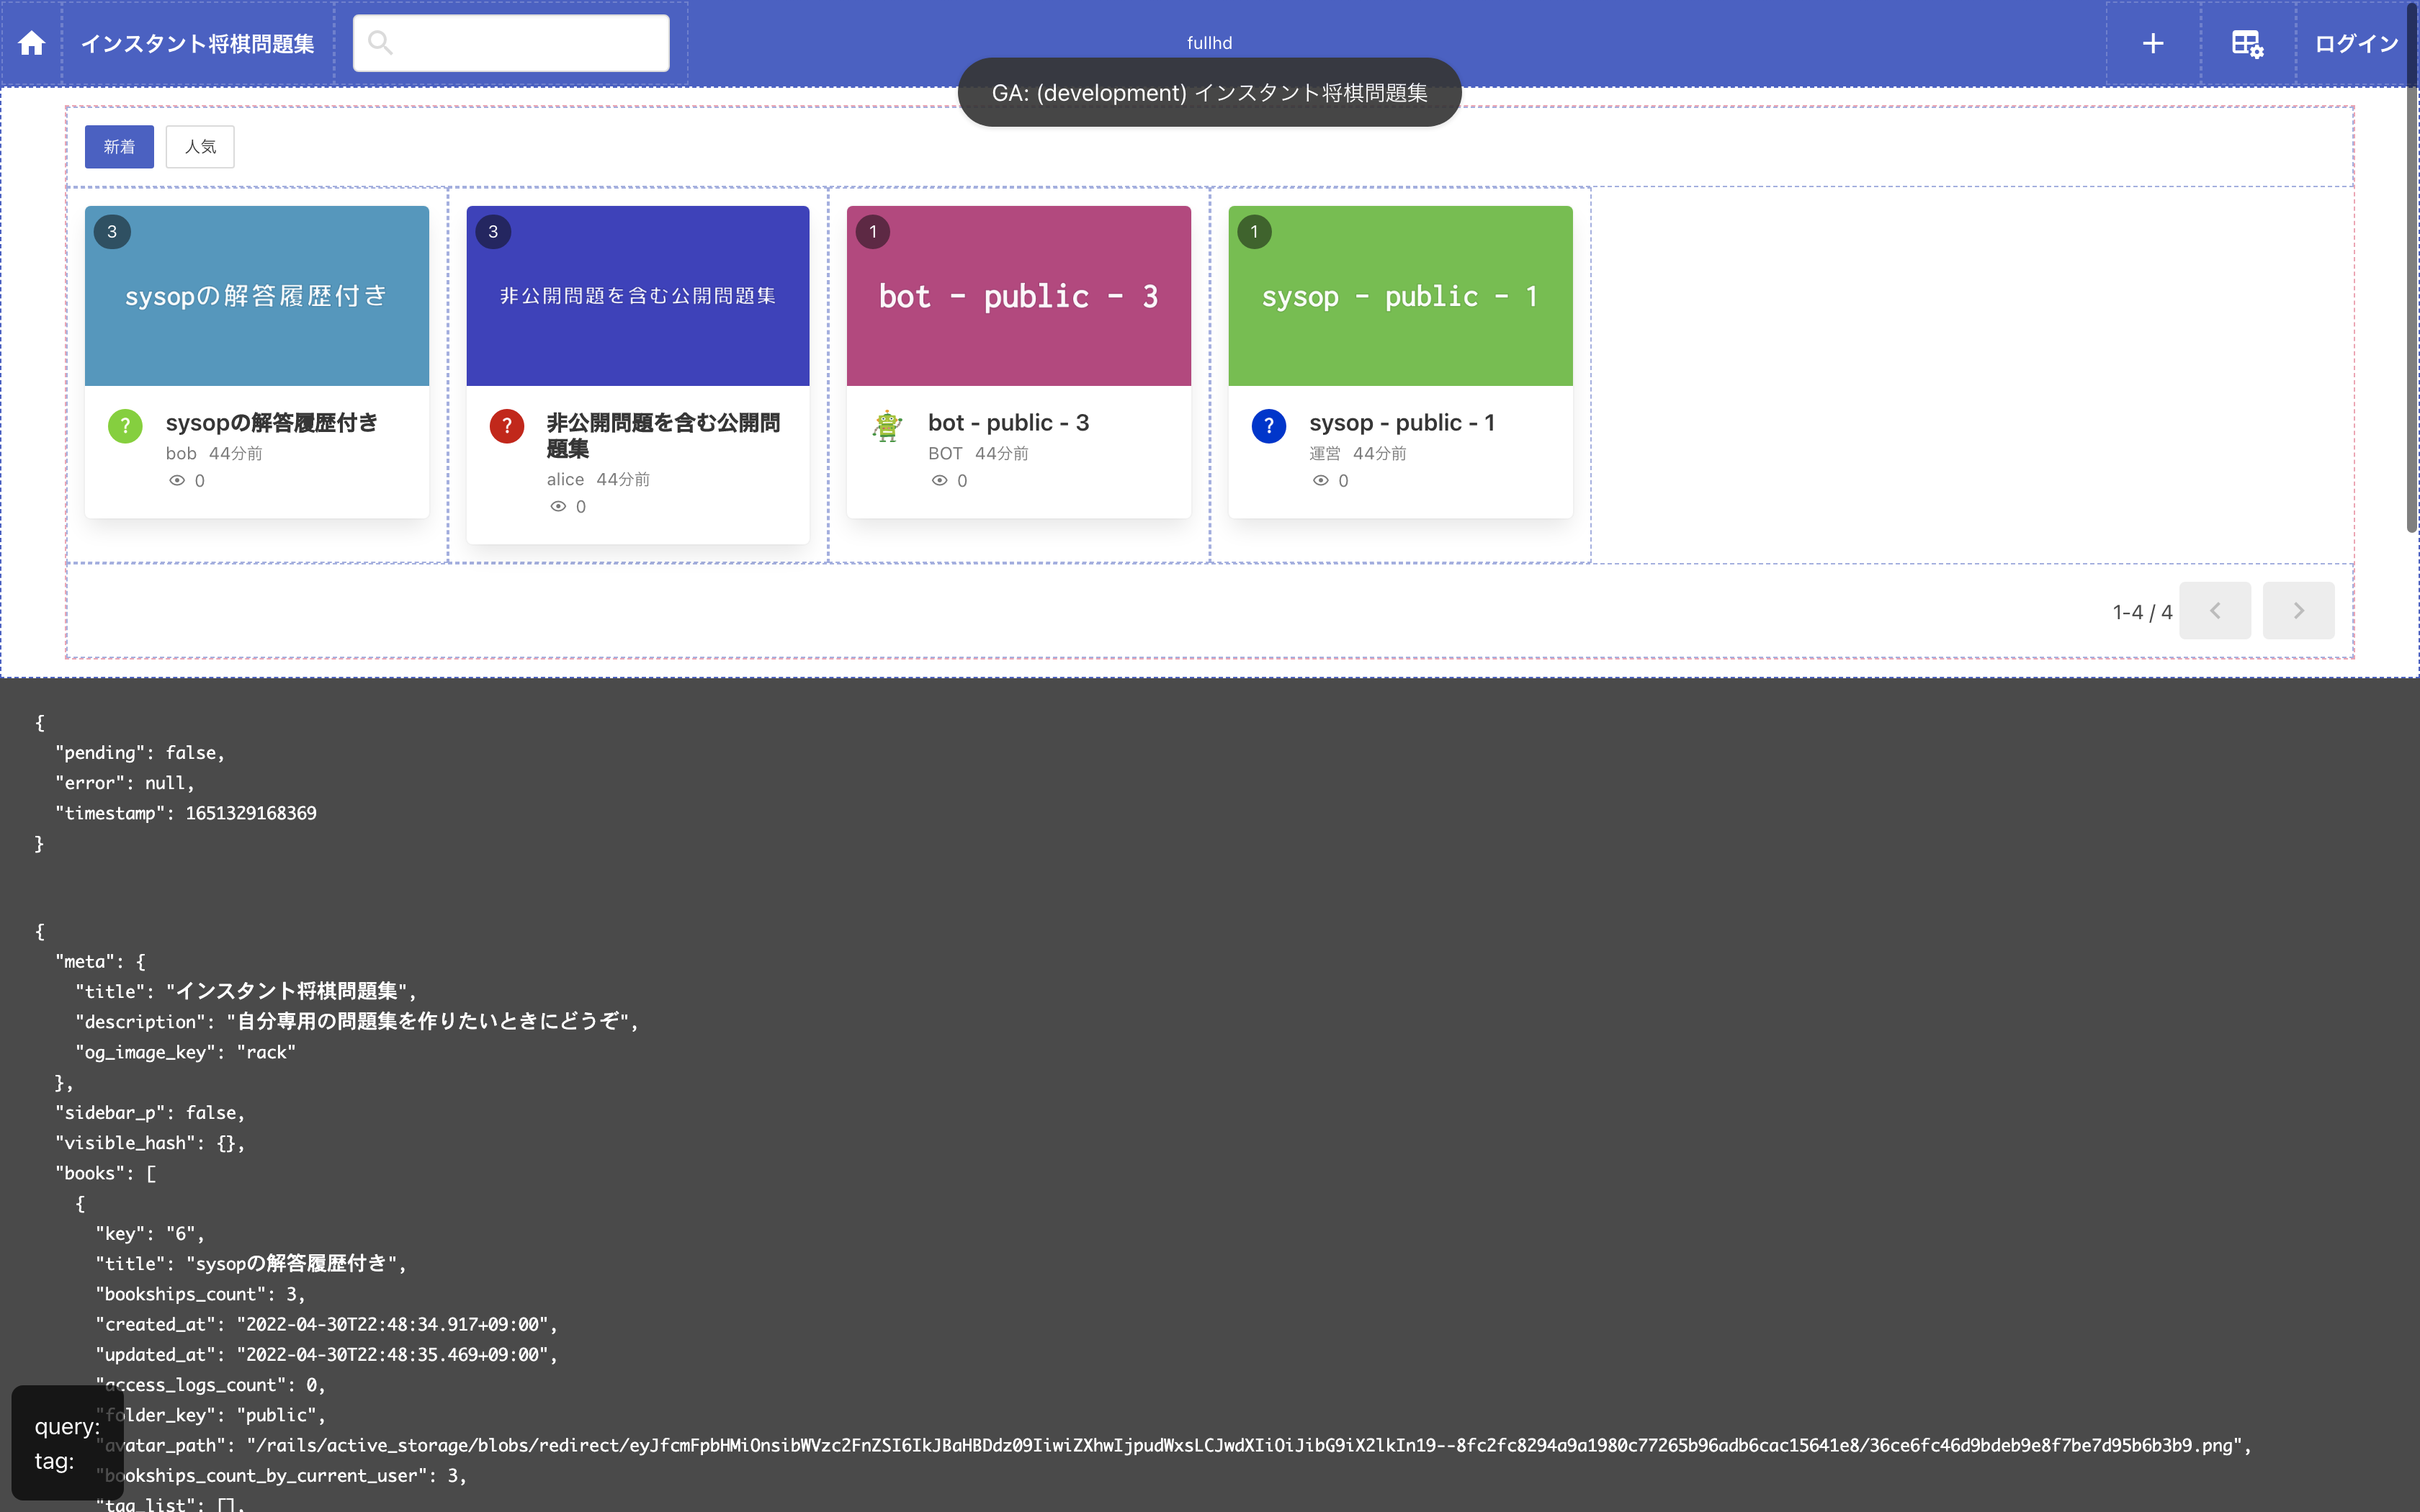 インスタント将棋問題集
fullhd
ログイン
GA: (development) インスタント将棋問題集
新着
人気
3
sysopの解答履歴付き
sysopの解答履歴付き
bob 44分前
0
3
非公開問題を含む公開問題集
非公開問題を含む公開問
題集
alice 44分前
0
1
bot - public - 3
bot - public - 3
BOT 44分前
0
1
sysop - public - 1
sysop - public - 1
運営 44分前
0
1-4 / 4
{
"pending": false,
"error": null,
"timestamp": 1651329168369
}
{
"meta": {
"title": "インスタント将棋問題集",
"description": "自分専用の問題集を作りたいときにどうぞ",
"og_image_key": "rack"
},
"sidebar_p": false,
"visible_hash": {},
"books": [
{
"key": "6",
"title": "sysopの解答履歴付き",
"bookships_count": 3,
"created_at": "2022-04-30T22:48:34.917+09:00",
"updated_at": "2022-04-30T22:48:35.469+09:00",
"access_logs_count": 0,
"folder_key": "public",
"avatar_path": "/rails/active_storage/blobs/redirect/eyJfcmFpbHMiOnsibWVzc2FnZSI6IkJBaHBDdz09IiwiZXhwIjpudWxsLCJwdXIiOiJibG9iX2lkIn19--8fc2fc8294a9a1980c77265b96adb6cac15641e8/36ce6fc46d9bdeb9e8f7be7d95b6b3b9.png",
"bookships_count_by_current_user": 3,
"tag_list": [],
query:
tag: